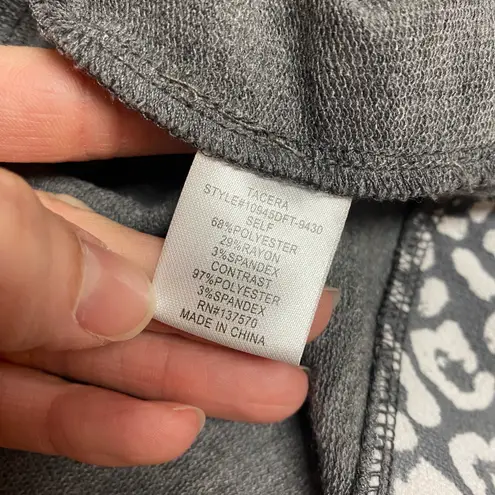 TACERA
STYLE#10945DFT-9430
SELF
68%POLYESTER
29%RAYON
3%SPANDEX
CONTRAST
97%POLYESTER
3%SPANDEX
RN#137570
MADE IN CHINA